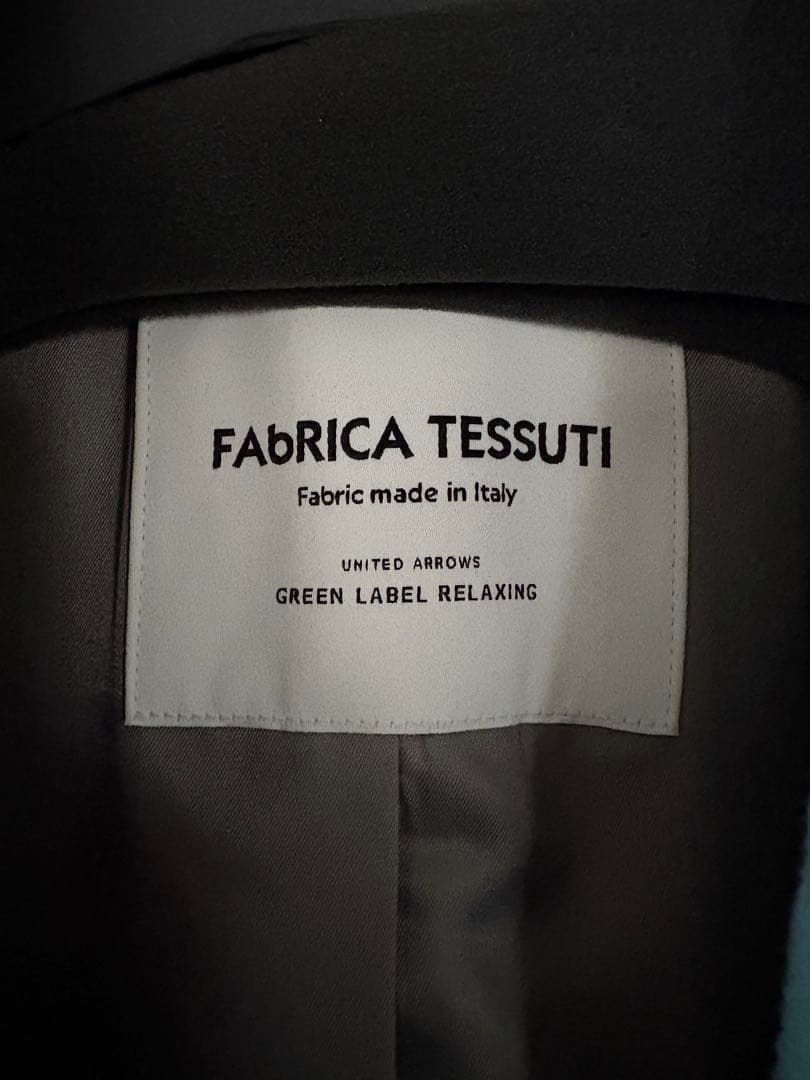 FAbRICA TESSUTI
Fabric made in Italy
UNITED ARROWS
GREEN LABEL RELAXING